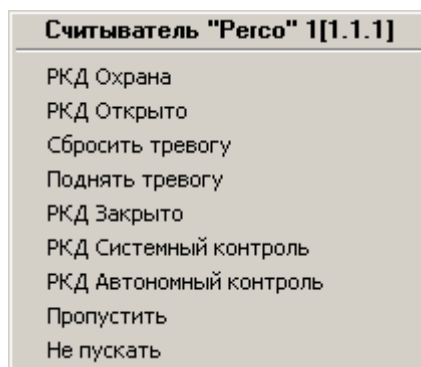 Считыватель "Perco" 1[1.1.1]
РКД Охрана
РКД Открыто
Сбросить тревогу
Поднять тревогу
РКД Закрыто
РКД Системный контроль
РКД Автономный контроль
Пропустить
Не пускать